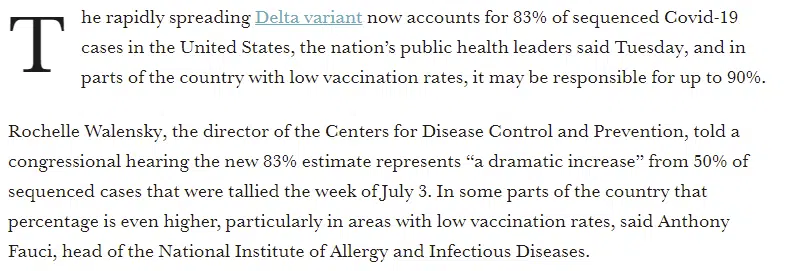 The rapidly spreading Delta variant now accounts for 83% of sequenced Covid-19
cases in the United States, the nation’s public health leaders said Tuesday, and in
parts of the country with low vaccination rates, it may be responsible for up to 90%.
Rochelle Walensky, the director of the Centers for Disease Control and Prevention, told a
congressional hearing the new 83% estimate represents “a dramatic increase” from 50% of
sequenced cases that were tallied the week of July 3. In some parts of the country that
percentage is even higher, particularly in areas with low vaccination rates, said Anthony
Fauci, head of the National Institute of Allergy and Infectious Diseases.